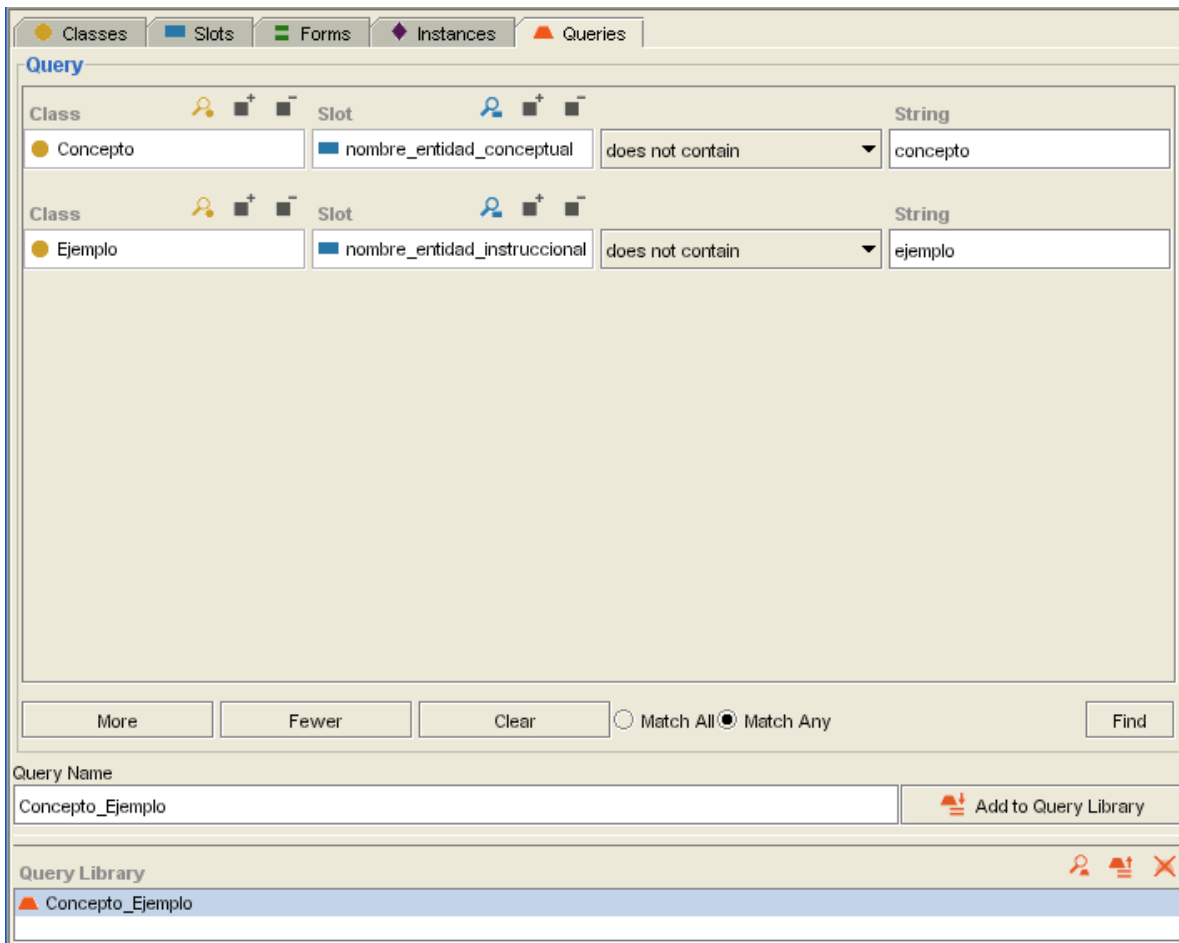 Classes Slots Forms Instances Queries
Query
Class Slot String
Concepto nombre_entidad_conceptual does not contain concepto
Class Slot String
Ejemplo nombre_entidad_instruccional does not contain ejemplo
More Fewer Clear Match All Match Any Find
Query Name
Concepto_Ejemplo Add to Query Library
Query Library
Concepto_Ejemplo